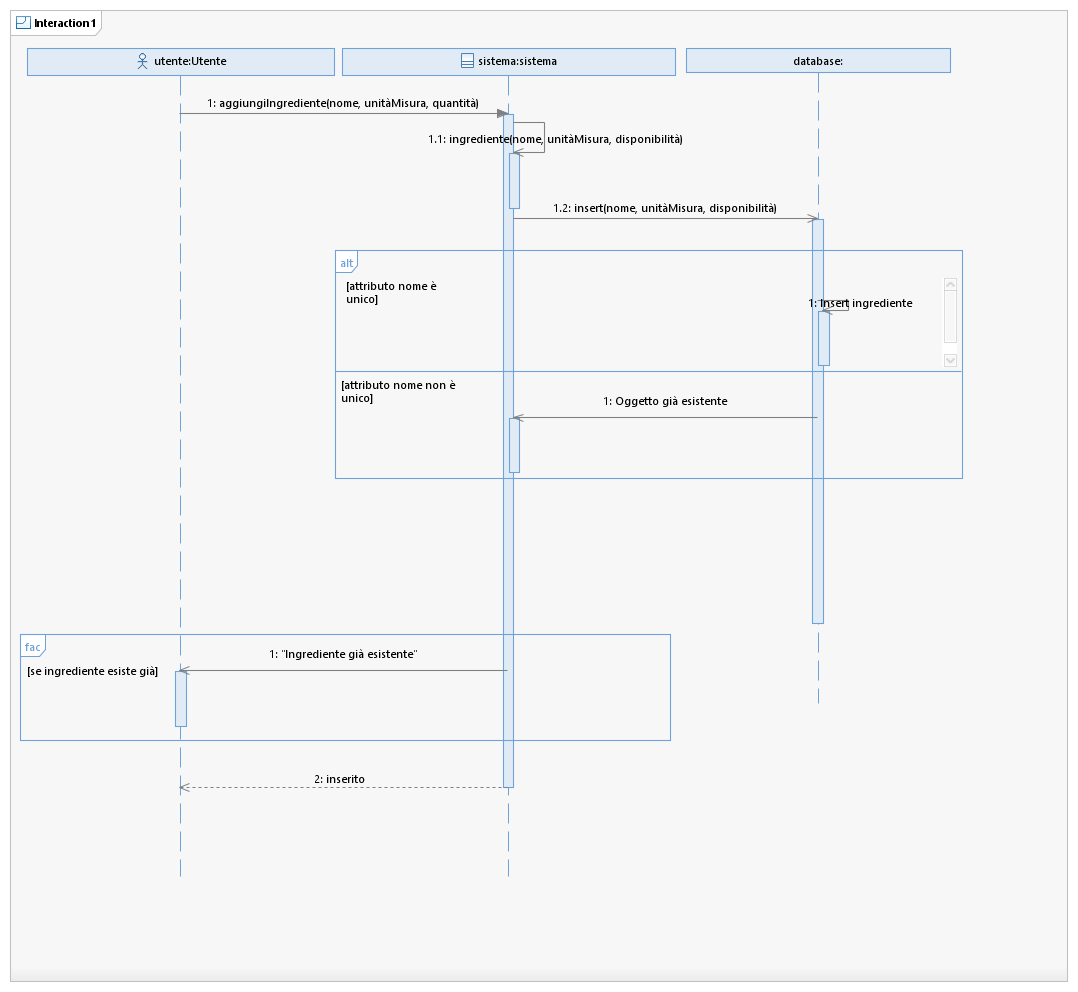 Interaction1
utente:Utente
sistema:sistema
database:
1: aggiungiIngrediente(nome, unitàMisura, quantità)
1.1: ingrediente(nome, unitàMisura, disponibilità)
1.2: insert(nome, unitàMisura, disponibilità)
alt
[attributo nome è
unico]
1: Insert ingrediente
[attributo nome non è
unico]
1: Oggetto già esistente
fac
1: "Ingrediente già esistente"
[se ingrediente esiste già]
2: inserito